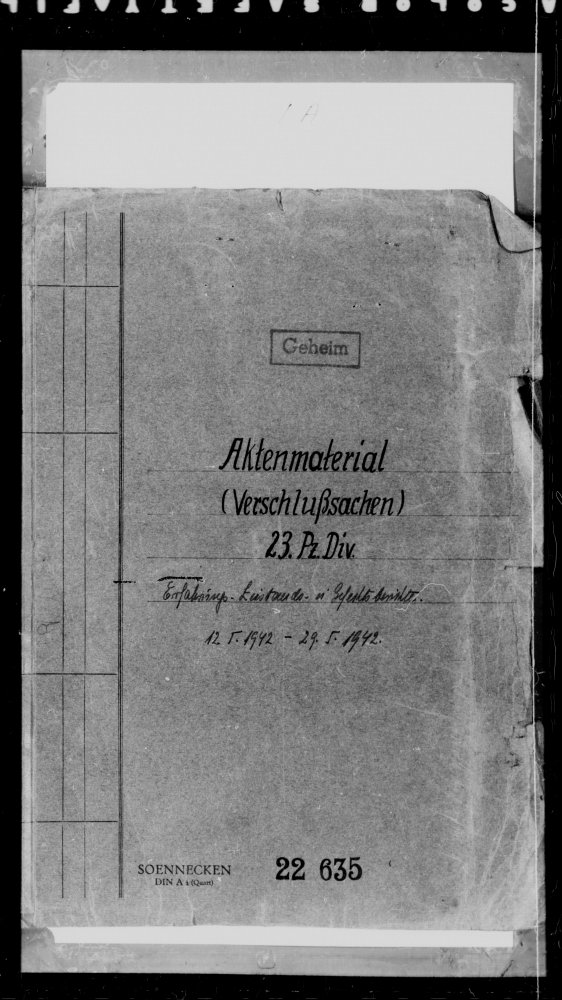 1 A
Geheim
Aktenmaterial
(Verschlußsachen)
23. Pz. Div.
Erfahrungs- Zustands- u Gefechtsberichte.
12. 5. 1942 - 29. 5. 1942.
SOENNECKEN
DIN A 4 (Quart)
22 635